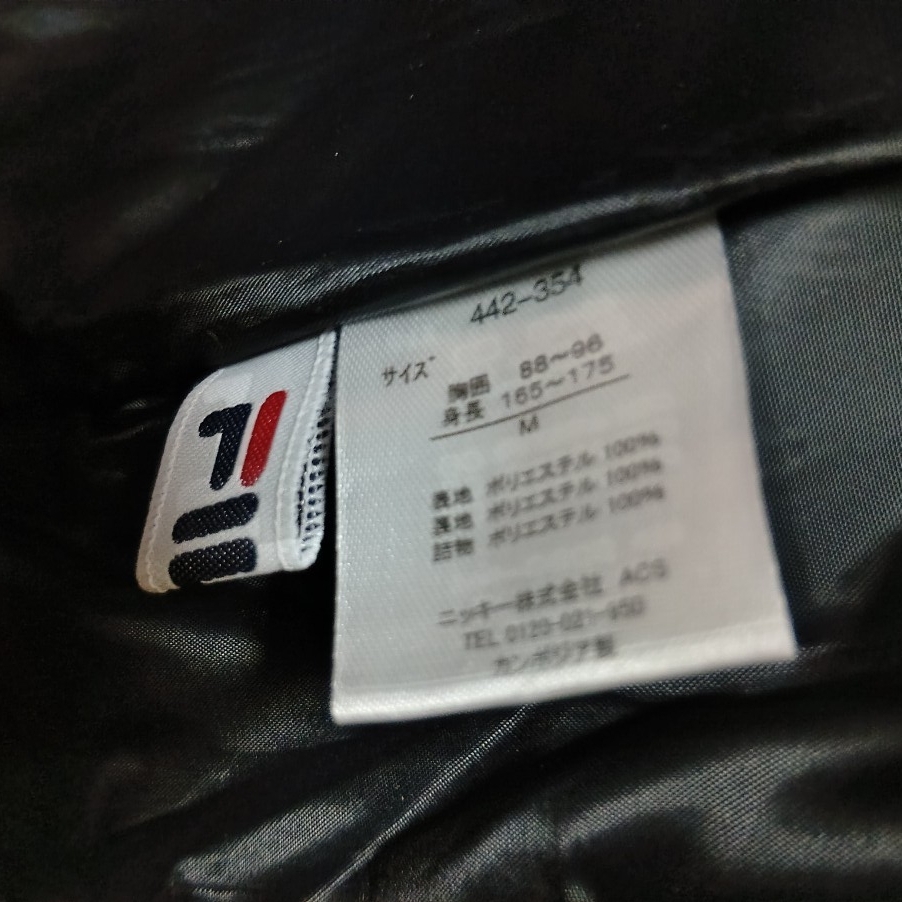 FILA
442-354
サイズ
胸囲 88〜96
身長 165〜175
M
表地 ポリエステル 100%
裏地 ポリエステル 100%
詰物 ポリエステル 100%
ニッキー株式会社 ACS
TEL 0120-021-450
カンボジア製